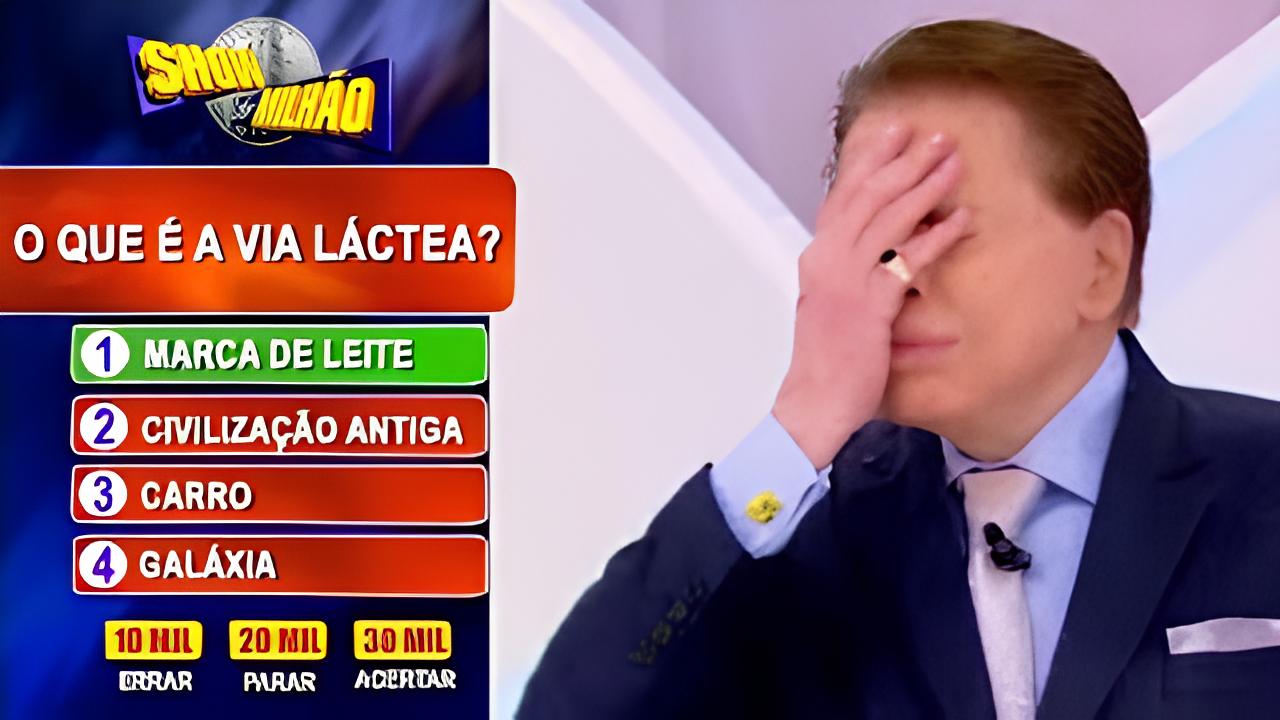 SHOW
MILHÃO
O QUE É A VIA LÁCTEA?
1 MARCA DE LEITE
2 CIVILIZAÇÃO ANTIGA
3 CARRO
4 GALÁXIA
10 MIL 20 MIL 30 MIL
ERRAR PARAR ACERTAR